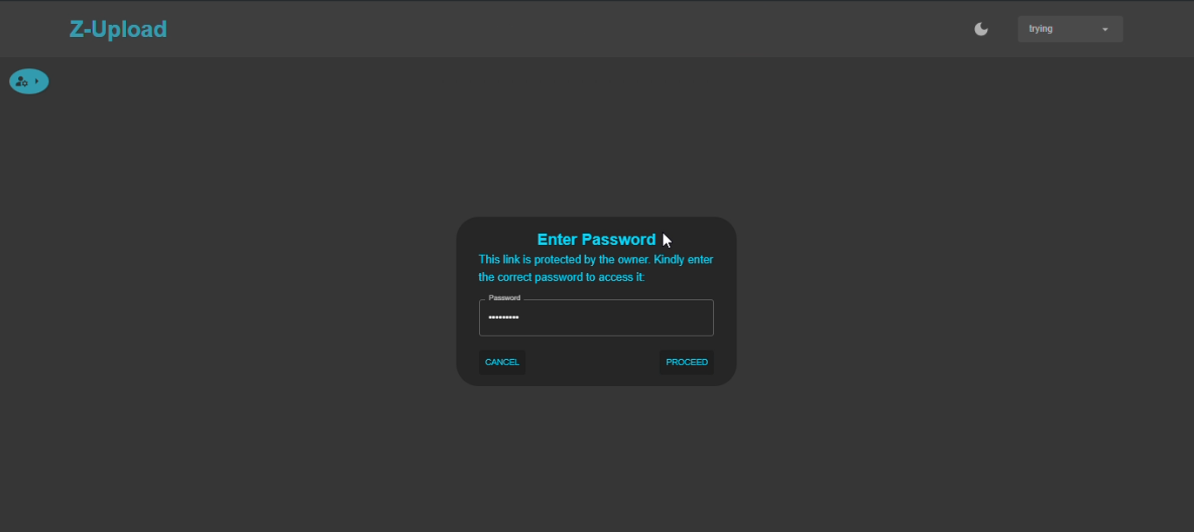 Z-Upload
trying
Enter Password
This link is protected by the owner. Kindly enter
the correct password to access it:
Password
•••••••••
CANCEL
PROCEED